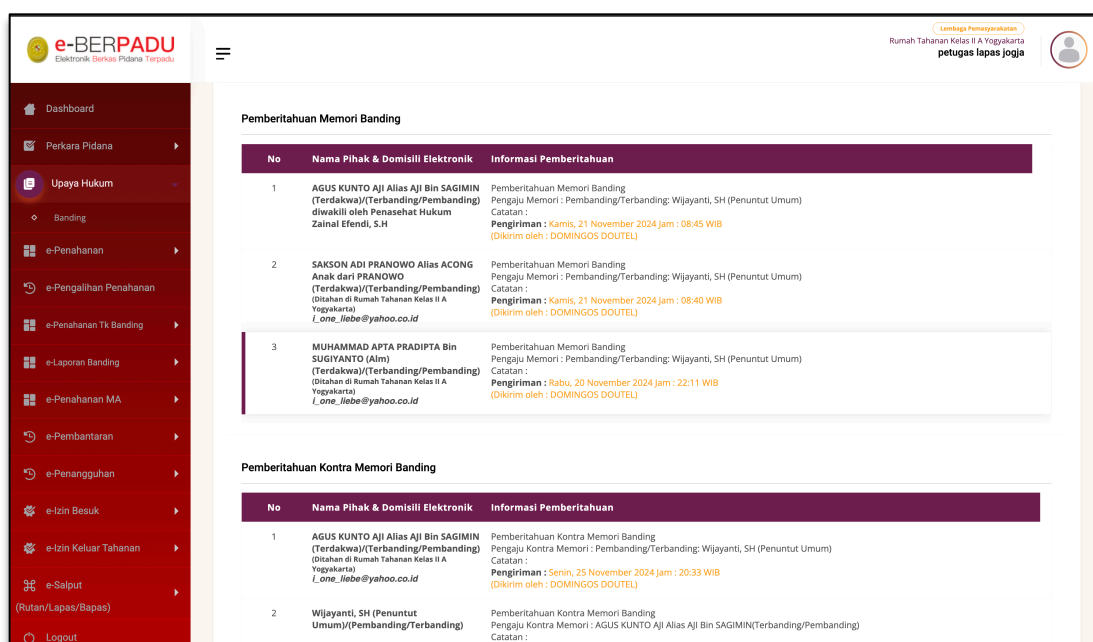 e-BERPADU
Elektronik Berkas Pidana Terpadu
Lembaga Pemasyarakatan
Rumah Tahanan Kelas II A Yogyakarta
petugas lapas jogja
Dashboard
Perkara Pidana
Upaya Hukum
Banding
e-Penahanan
e-Pengalihan Penahanan
e-Penahanan Tk Banding
e-Laporan Banding
e-Penahanan MA
e-Pembantaran
e-Penangguhan
e-Izin Besuk
e-Izin Keluar Tahanan
e-Salput
(Rutan/Lapas/Bapas)
Logout
Pemberitahuan Memori Banding
No Nama Pihak & Domisili Elektronik Informasi Pemberitahuan
1
AGUS KUNTO AJI Alias AJI Bin SAGIMIN
(Terdakwa)/(Terbanding/Pembanding)
diwakili oleh Penasehat Hukum
Zainal Efendi, S.H
Pemberitahuan Memori Banding
Pengaju Memori : Pembanding/Terbanding: Wijayanti, SH (Penuntut Umum)
Catatan :
Pengiriman : Kamis, 21 November 2024 Jam : 08:45 WIB
(Dikirim oleh : DOMINGOS DOUTEL)
2
SAKSON ADI PRANOWO Alias ACONG
Anak dari PRANOWO
(Terdakwa)/(Terbanding/Pembanding)
(Ditahan di Rumah Tahanan Kelas II A
Yogyakarta)
i_one_liebe@yahoo.co.id
Pemberitahuan Memori Banding
Pengaju Memori : Pembanding/Terbanding: Wijayanti, SH (Penuntut Umum)
Catatan :
Pengiriman : Kamis, 21 November 2024 Jam : 08:40 WIB
(Dikirim oleh : DOMINGOS DOUTEL)
3
MUHAMMAD APTA PRADIPTA Bin
SUGIYANTO (Alm)
(Terdakwa)/(Terbanding/Pembanding)
(Ditahan di Rumah Tahanan Kelas II A
Yogyakarta)
i_one_liebe@yahoo.co.id
Pemberitahuan Memori Banding
Pengaju Memori : Pembanding/Terbanding: Wijayanti, SH (Penuntut Umum)
Catatan :
Pengiriman : Rabu, 20 November 2024 Jam : 22:11 WIB
(Dikirim oleh : DOMINGOS DOUTEL)
Pemberitahuan Kontra Memori Banding
No Nama Pihak & Domisili Elektronik Informasi Pemberitahuan
1
AGUS KUNTO AJI Alias AJI Bin SAGIMIN
(Terdakwa)/(Terbanding/Pembanding)
(Ditahan di Rumah Tahanan Kelas II A
Yogyakarta)
i_one_liebe@yahoo.co.id
Pemberitahuan Kontra Memori Banding
Pengaju Kontra Memori : Pembanding/Terbanding: Wijayanti, SH (Penuntut Umum)
Catatan :
Pengiriman : Senin, 25 November 2024 Jam : 20:33 WIB
(Dikirim oleh : DOMINGOS DOUTEL)
2
Wijayanti, SH (Penuntut
Umum)/(Pembanding/Terbanding)
Pemberitahuan Kontra Memori Banding
Pengaju Kontra Memori : AGUS KUNTO AJI Alias AJI Bin SAGIMIN(Terbanding/Pembanding)
Catatan :